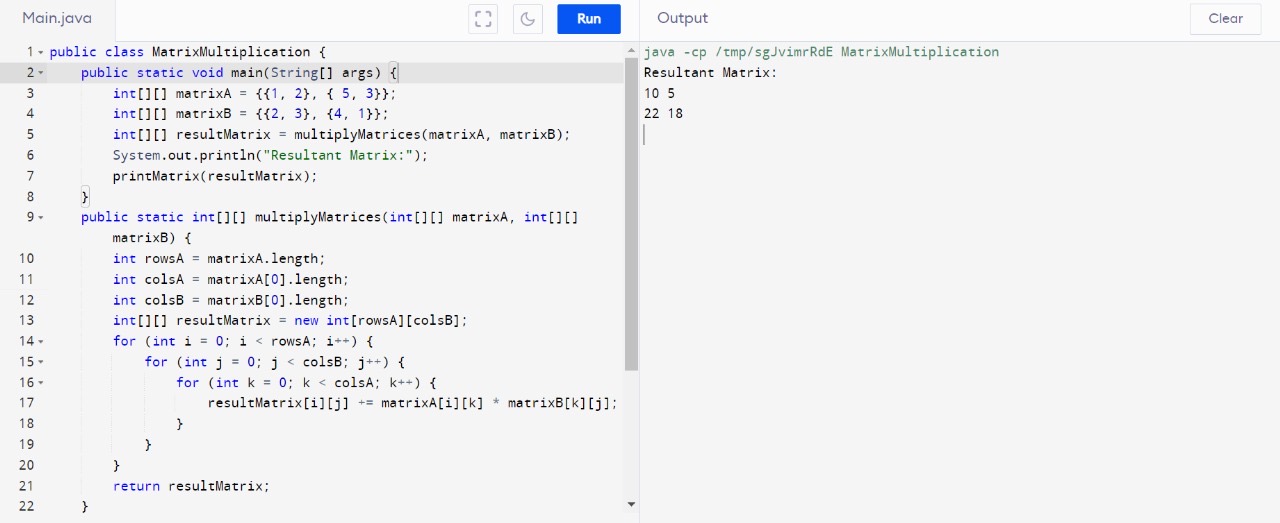 Main.java
Run
Output
Clear
1 public class MatrixMultiplication {
2 public static void main(String[] args) {
3 int[][] matrixA = {{1, 2}, { 5, 3}};
4 int[][] matrixB = {{2, 3}, {4, 1}};
5 int[][] resultMatrix = multiplyMatrices(matrixA, matrixB);
6 System.out.println("Resultant Matrix:");
7 printMatrix(resultMatrix);
8 }
9 public static int[][] multiplyMatrices(int[][] matrixA, int[][]
matrixB) {
10 int rowsA = matrixA.length;
11 int colsA = matrixA[0].length;
12 int colsB = matrixB[0].length;
13 int[][] resultMatrix = new int[rowsA][colsB];
14 for (int i = 0; i < rowsA; i++) {
15 for (int j = 0; j < colsB; j++) {
16 for (int k = 0; k < colsA; k++) {
17 resultMatrix[i][j] += matrixA[i][k] * matrixB[k][j];
18 }
19 }
20 }
21 return resultMatrix;
22 }
java -cp /tmp/sgJvimrRdE MatrixMultiplication
Resultant Matrix:
10 5
22 18